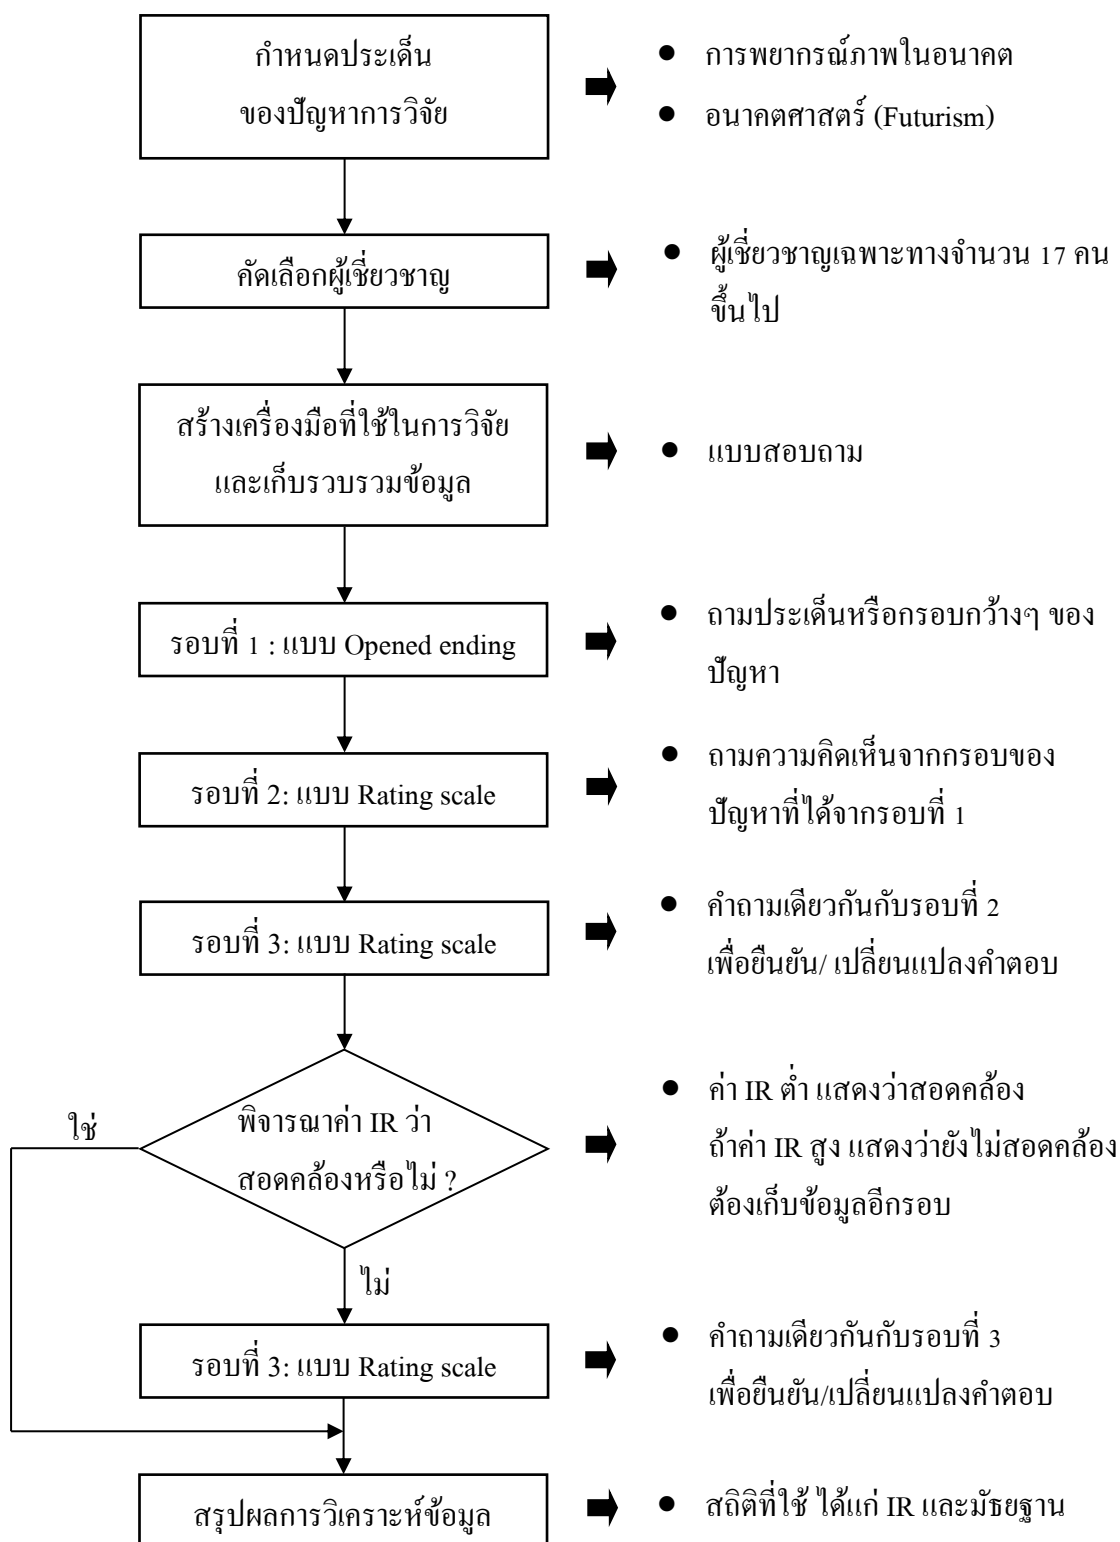 กำหนดประเด็น
ของปัญหาการวิจัย
● การพยากรณ์ภาพในอนาคต
● อนาคตศาสตร์ (Futurism)
คัดเลือกผู้เชี่ยวชาญ
● ผู้เชี่ยวชาญเฉพาะทางจำนวน 17 คน
ขึ้นไป
สร้างเครื่องมือที่ใช้ในการวิจัย
และเก็บรวบรวมข้อมูล
● แบบสอบถาม
รอบที่ 1 : แบบ Opened ending
● ถามประเด็นหรือกรอบกว้างๆ ของ
ปัญหา
รอบที่ 2: แบบ Rating scale
● ถามความคิดเห็นจากกรอบของ
ปัญหาที่ได้จากรอบที่ 1
รอบที่ 3: แบบ Rating scale
● คำถามเดียวกันกับรอบที่ 2
เพื่อยืนยัน/ เปลี่ยนแปลงคำตอบ
พิจารณาค่า IR ว่า
สอดคล้องหรือไม่ ?
ใช่
ไม่
● ค่า IR ต่ำ แสดงว่าสอดคล้อง
ถ้าค่า IR สูง แสดงว่ายังไม่สอดคล้อง
ต้องเก็บข้อมูลอีกรอบ
รอบที่ 3: แบบ Rating scale
● คำถามเดียวกันกับรอบที่ 3
เพื่อยืนยัน/เปลี่ยนแปลงคำตอบ
สรุปผลการวิเคราะห์ข้อมูล
● สถิติที่ใช้ ได้แก่ IR และมัธยฐาน